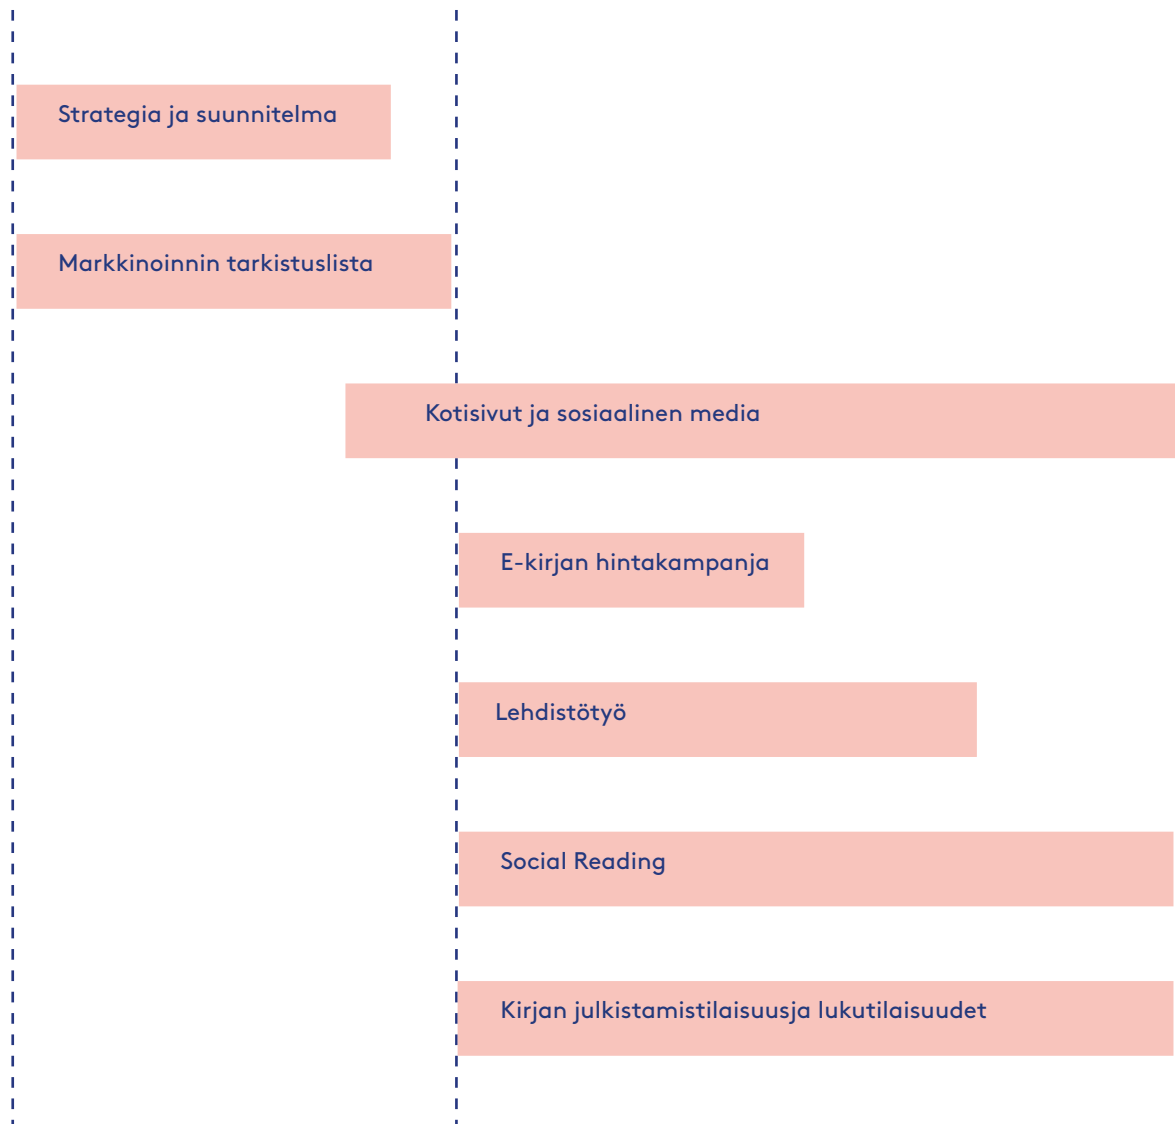 Strategia ja suunnitelma
Markkinoinnin tarkistuslista
Kotisivut ja sosiaalinen media
E-kirjan hintakampanja
Lehdistötyö
Social Reading
Kirjan julkistamistilaisuusja lukutilaisuudet